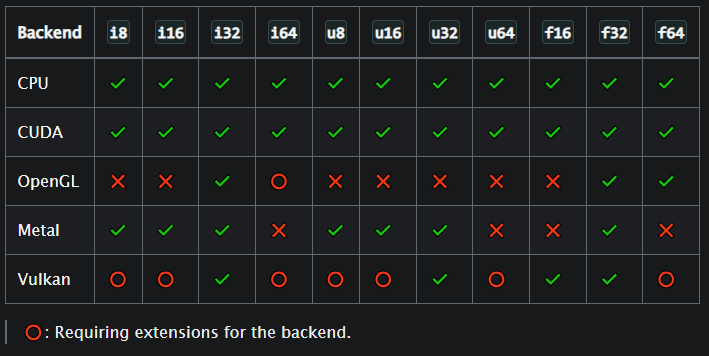 Backend i8 i16 i32 i64 u8 u16 u32 u64 f16 f32 f64
CPU ✓ ✓ ✓ ✓ ✓ ✓ ✓ ✓ ✓ ✓ ✓
CUDA ✓ ✓ ✓ ✓ ✓ ✓ ✓ ✓ ✓ ✓ ✓
OpenGL ✕ ✕ ✓ ◯ ✕ ✕ ✕ ✕ ✕ ✓ ✓
Metal ✓ ✓ ✓ ✕ ✓ ✓ ✓ ✕ ✕ ✓ ✕
Vulkan ◯ ◯ ✓ ◯ ◯ ◯ ✓ ◯ ✓ ✓ ◯
◯: Requiring extensions for the backend.